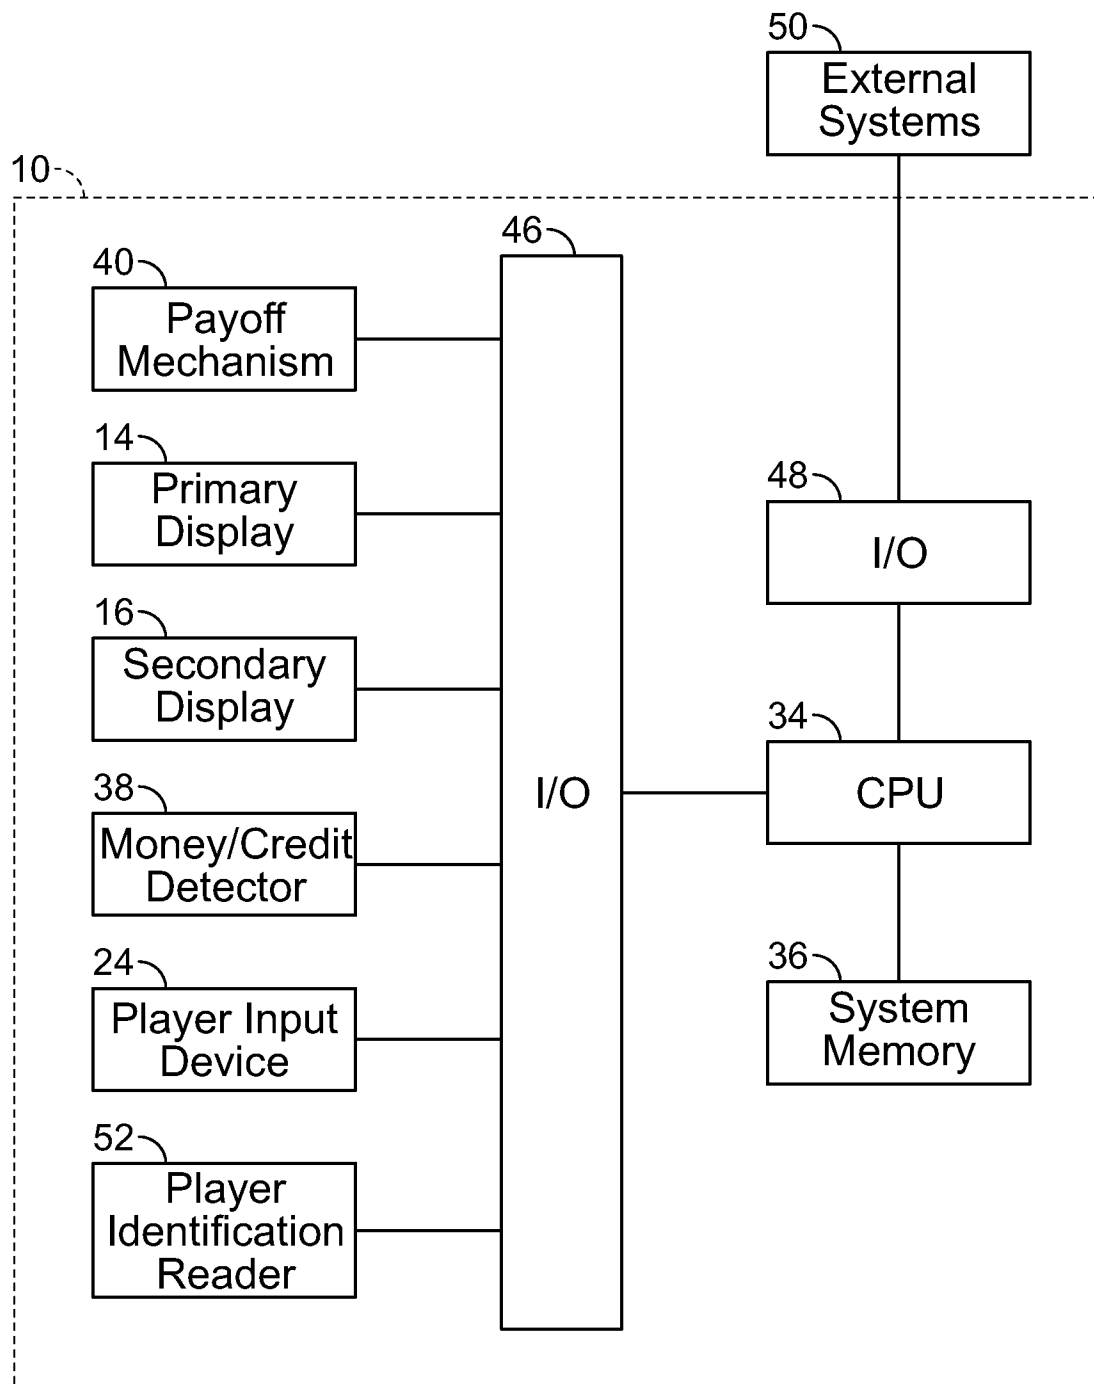 50
External
Systems
10
46
40
Payoff
Mechanism
14
Primary
Display
16
Secondary
Display
38
Money/Credit
Detector
24
Player Input
Device
52
Player
Identification
Reader
I/O
48
I/O
34
CPU
36
System
Memory